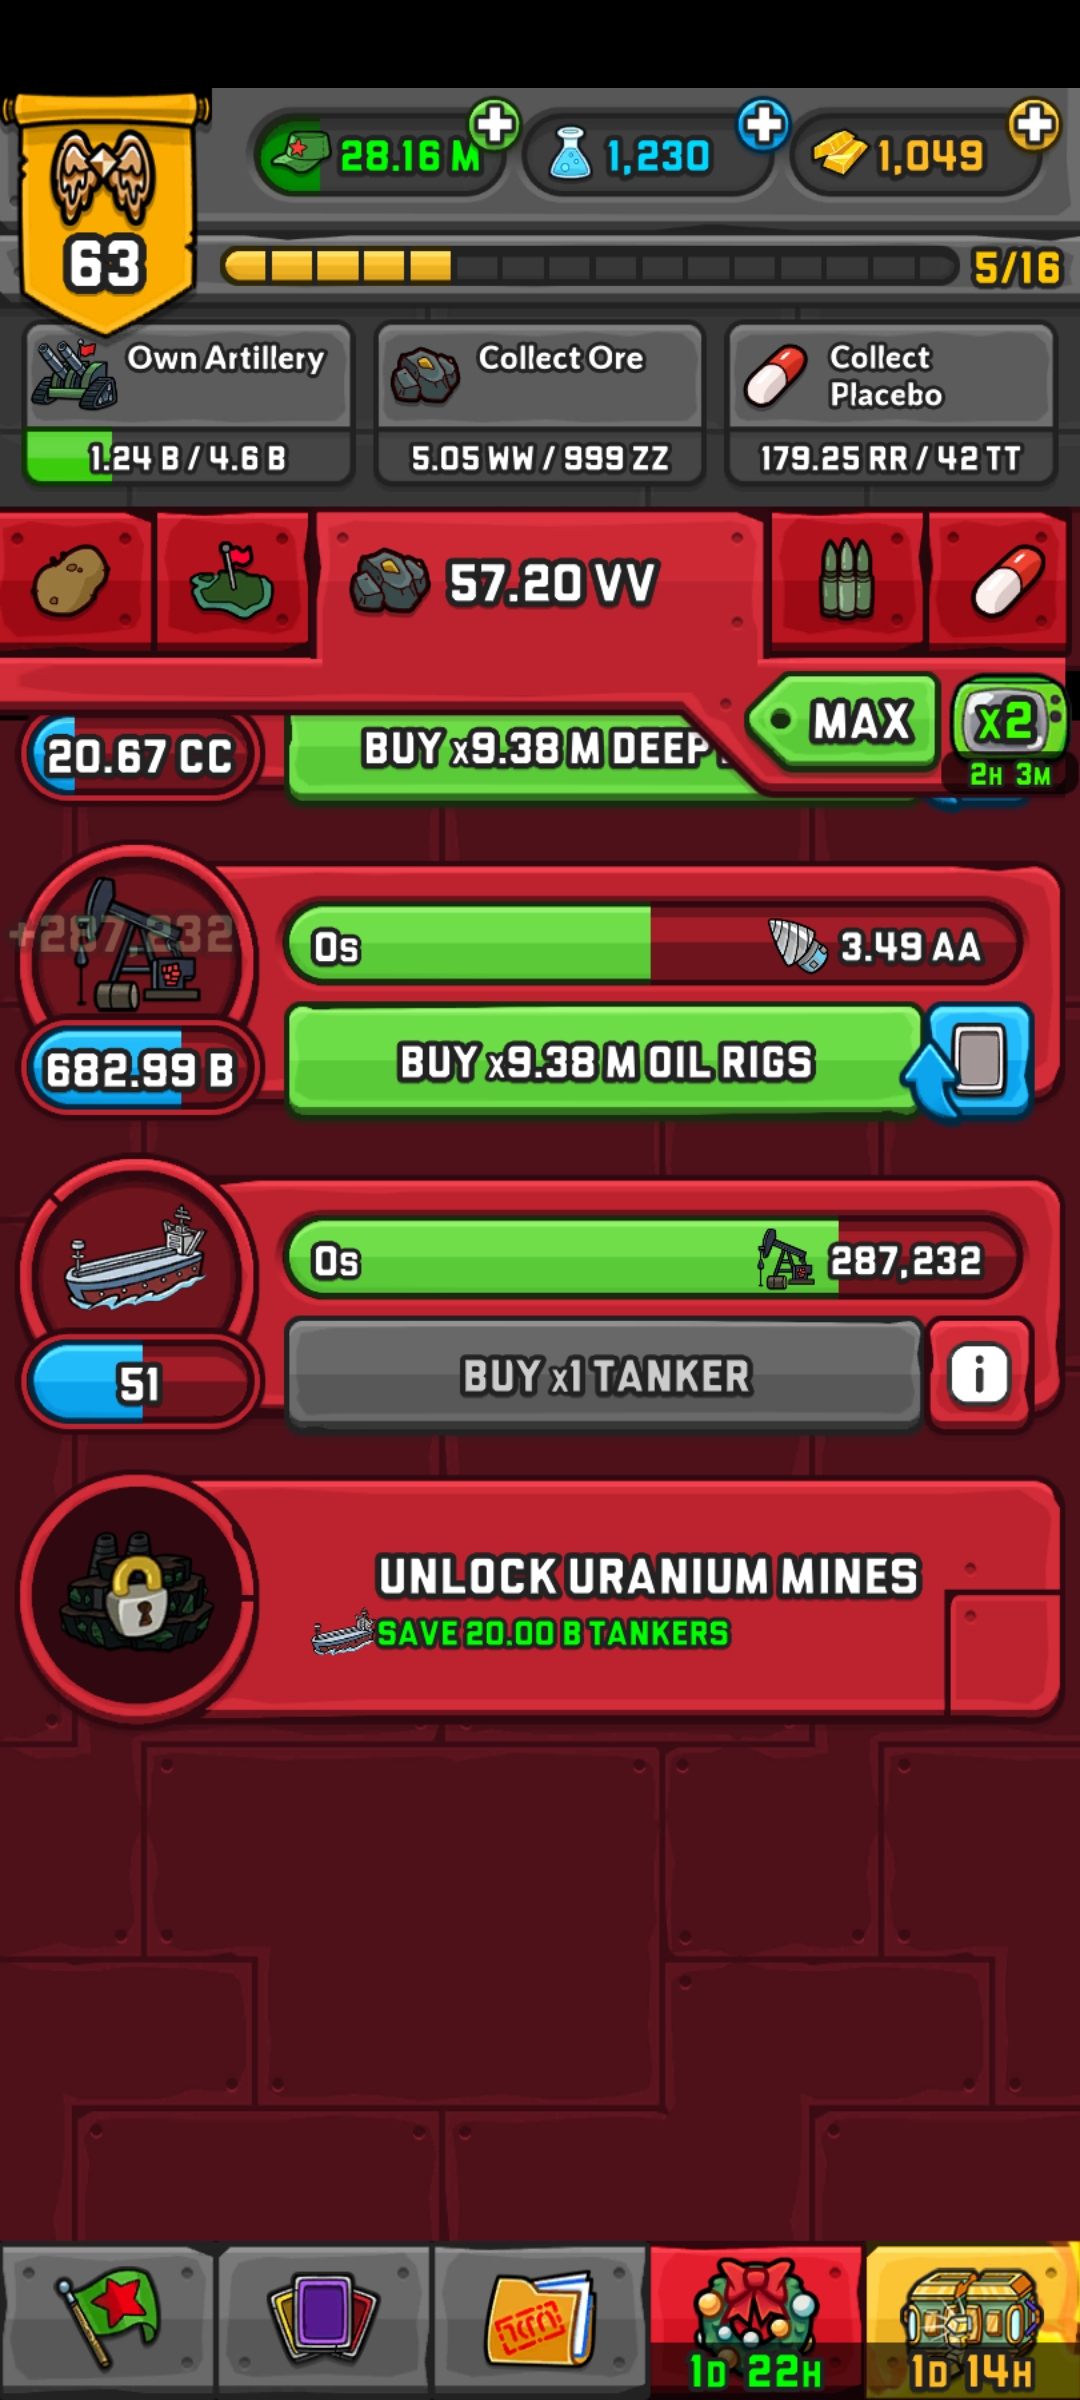 28.16 M
1,230
1,049
63
5/16
Own Artillery
Collect Ore
Collect
Placebo
1.24 B / 4.6 B
5.05 WW / 999 ZZ
179.25 RR / 42 TT
57.20 VV
MAX
x2
2H 3M
20.67 CC
BUY x9.38 M DEEP
+287,232
0s
3.49 AA
682.99 B
BUY x9.38 M OIL RIGS
0s
287,232
51
BUY x1 TANKER
i
UNLOCK URANIUM MINES
SAVE 20.00 B TANKERS
1D 22H
1D 14H